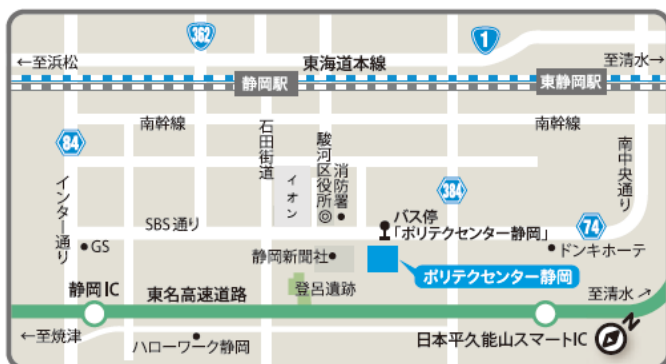 362
1
←至浜松
東海道本線
至清水→
静岡駅
東静岡駅
南幹線
南幹線
84
石田街道
駿河区役所
消防署
南中央通り
イオン
384
インター通り
SBS通り
バス停
「ポリテクセンター静岡」
74
GS
静岡新聞社
ドンキホーテ
ポリテクセンター静岡
静岡IC
東名高速道路
登呂遺跡
至清水↗
←至焼津
ハローワーク静岡
日本平久能山スマートIC
N